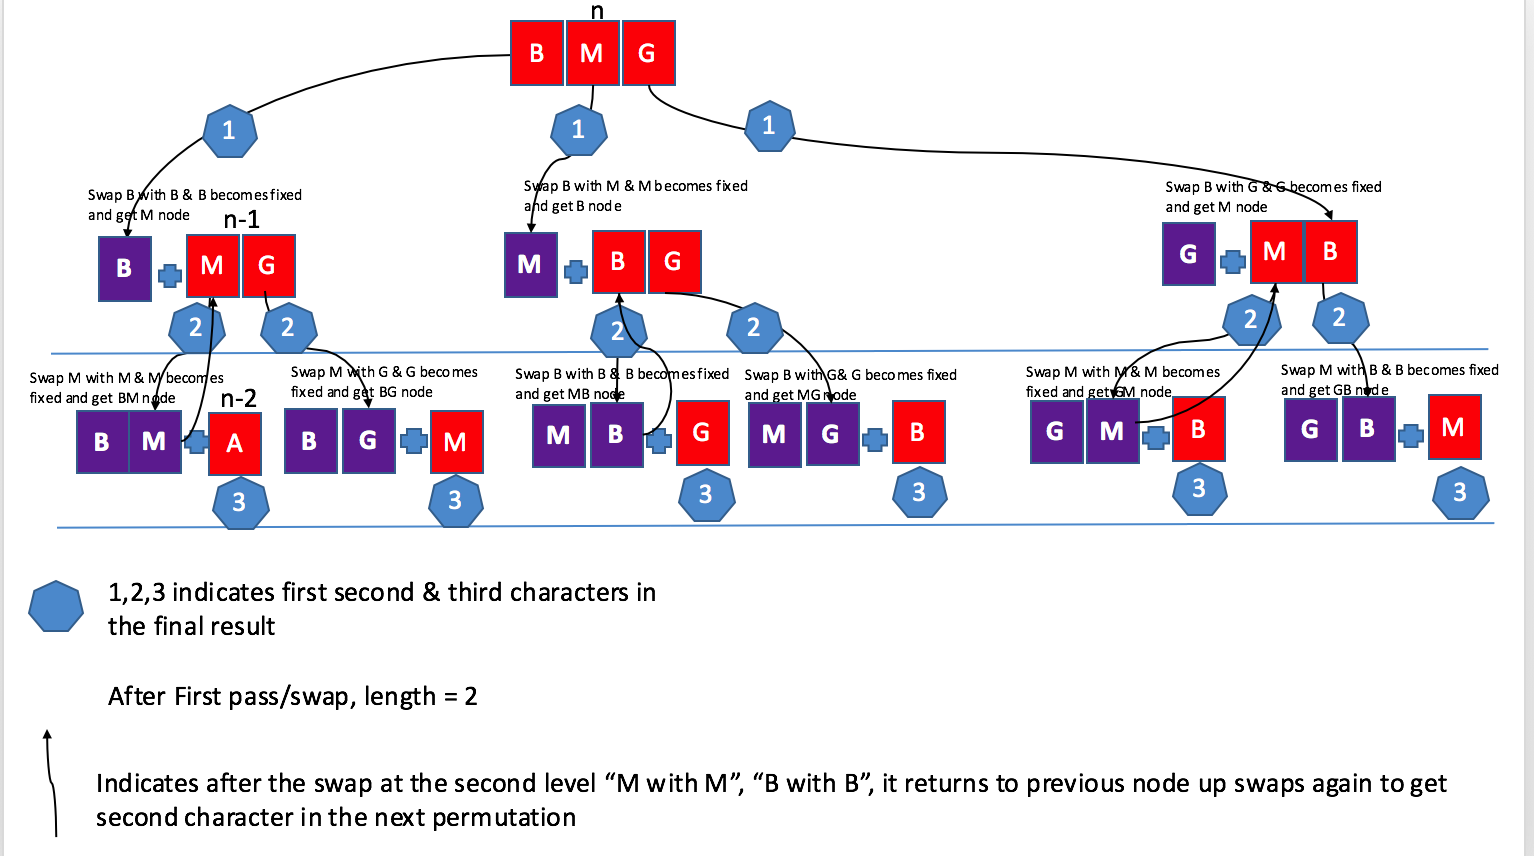 n
B M G
1 1 1
Swap B with B & B becomes fixed
and get M node
Swap B with M & M becomes fixed
and get B node
Swap B with G & G becomes fixed
and get M node
n-1
B M G
M B G
G M B
2 2 2 2 2 2
Swap M with M & M becomes
fixed and get BM node
Swap M with G & G becomes
fixed and get BG node
Swap B with B & B becomes fixed
and get MB node
Swap B with G& G becomes fixed
and get MG node
Swap M with M & M becomes
fixed and get GM node
Swap M with B & B becomes fixed
and get GB node
n-2
B M A
B G M
M B G
M G B
G M B
G B M
3 3 3 3 3 3
1,2,3 indicates first second & third characters in
the final result
After First pass/swap, length = 2
Indicates after the swap at the second level “M with M”, “B with B”, it returns to previous node up swaps again to get
second character in the next permutation